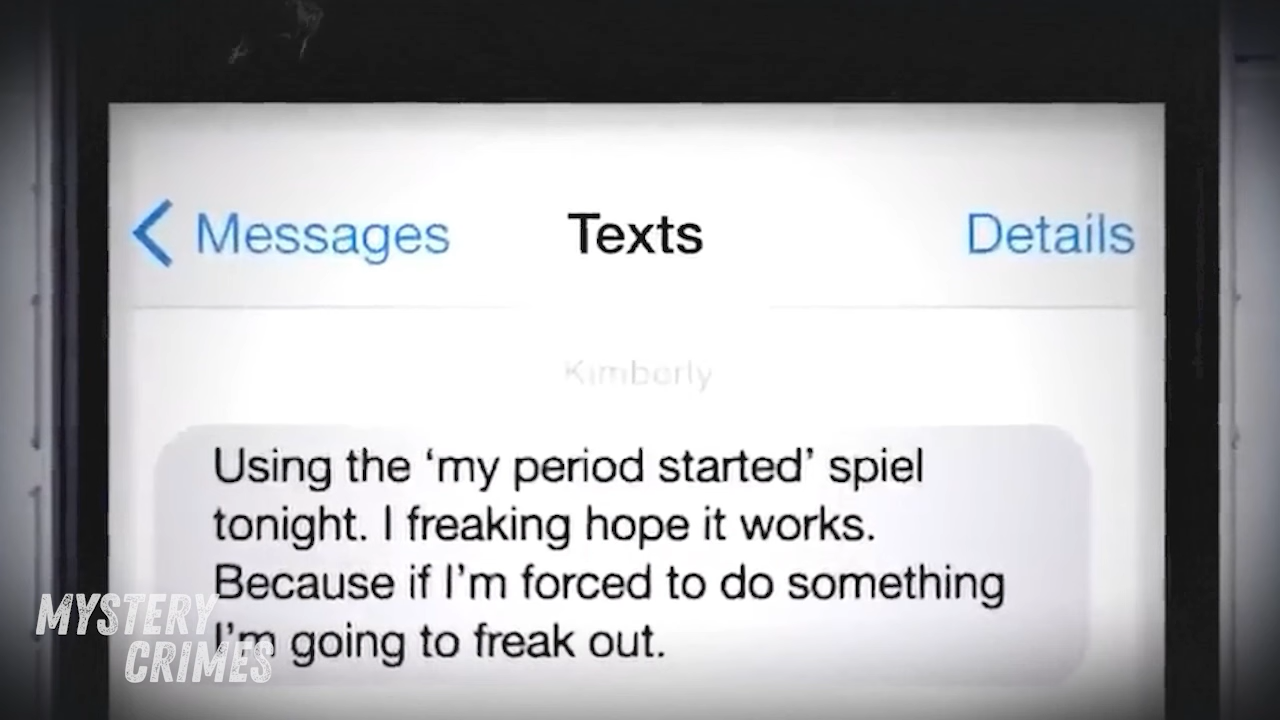 Messages Texts Details
Kimberly
Using the ‘my period started’ spiel
tonight. I freaking hope it works.
Because if I’m forced to do something
I’m going to freak out.
MYSTERY
CRIMES